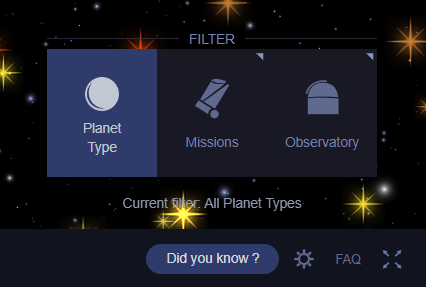 FILTER
Planet
Type
Missions
Observatory
Current filter: All Planet Types
Did you know ?
FAQ